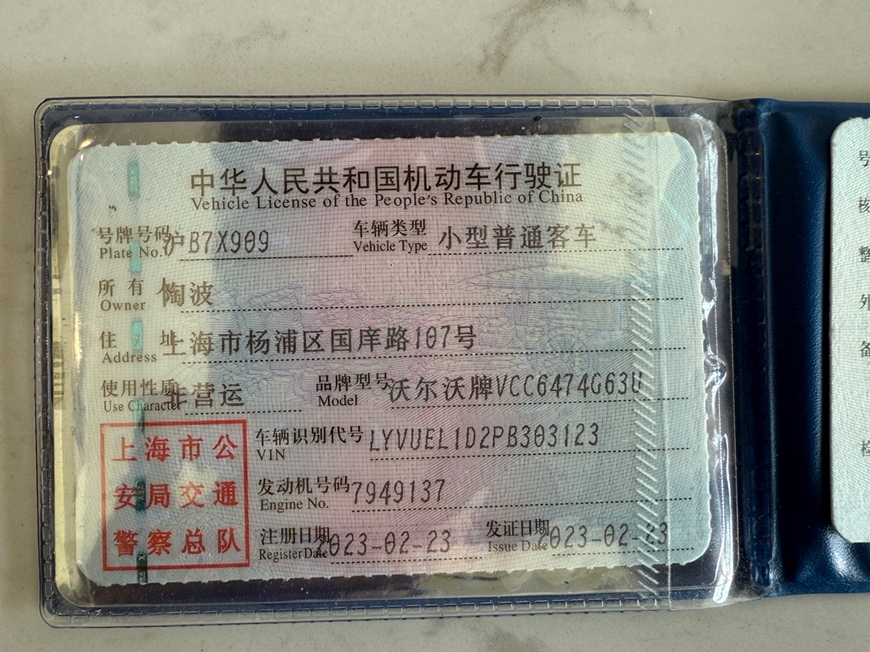 中华人民共和国机动车行驶证
Vehicle License of the People's Republic of China
号牌号码 沪B7X909 车辆类型 小型普通客车
Plate No. Vehicle Type
所有人 陶波
Owner
住址 上海市杨浦区国庠路107号
Address
使用性质 非营运 品牌型号 沃尔沃牌VCC6474G63U
Use Character Model
上海市公
安局交通
警察总队
车辆识别代号 LYVUEL1D2PB303123
VIN
发动机号码 7949137
Engine No.
注册日期 2023-02-23 发证日期 2023-02-23
Register Date Issue Date
号
核
整
外
备
检